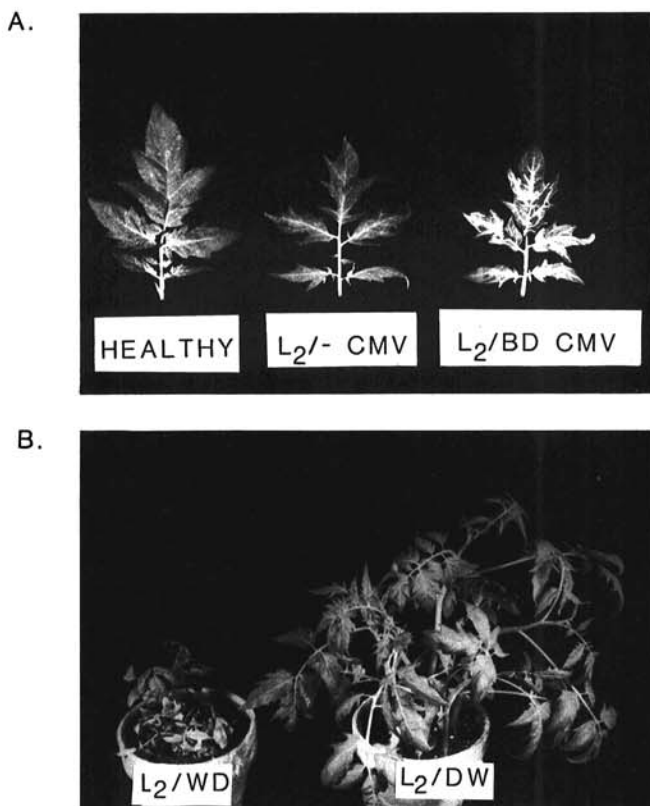 A.
HEALTHY
L₂/- CMV
L₂/BD CMV
B.
L₂/WD
L₂/DW